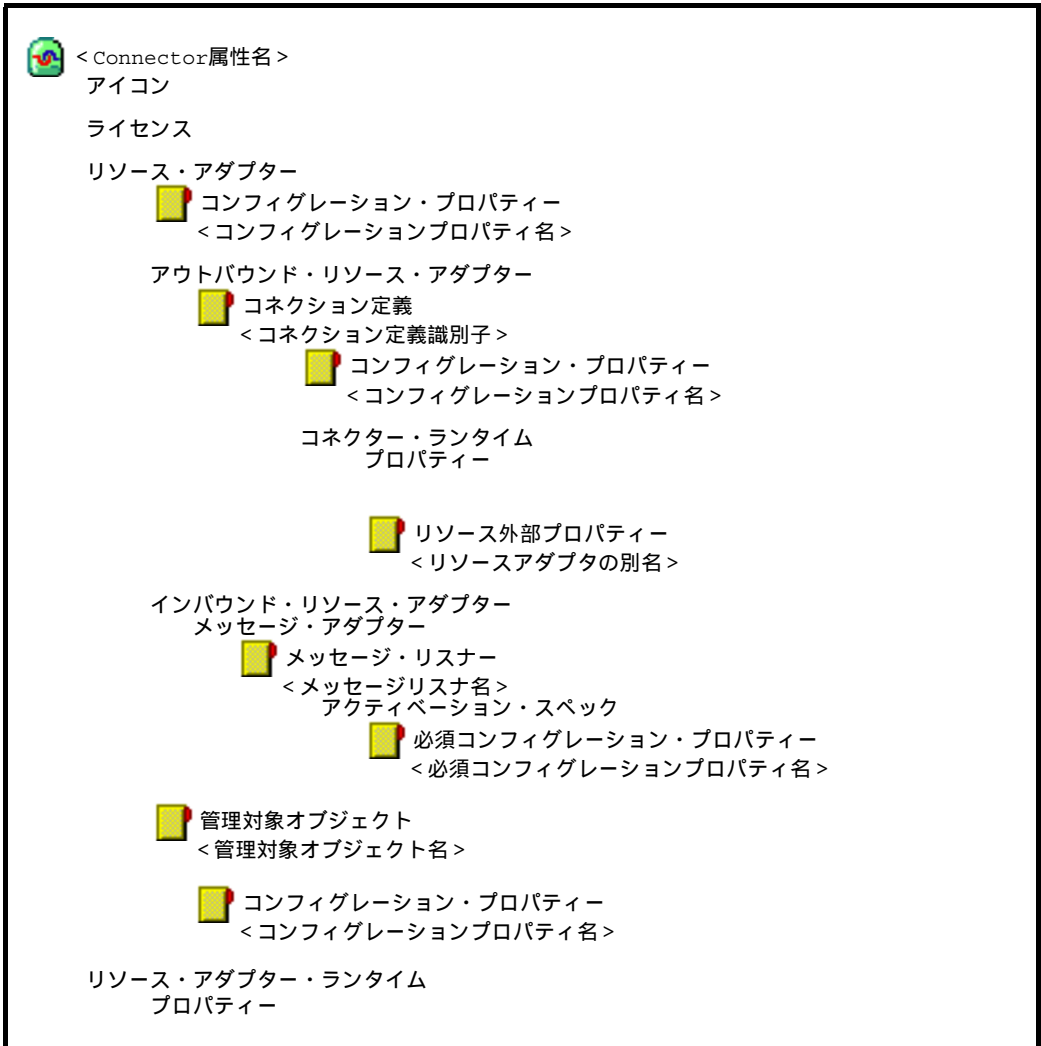 <Connector属性名>
アイコン
ライセンス
リソース・アダプター
コンフィグレーション・プロパティー
<コンフィグレーションプロパティ名>
アウトバウンド・リソース・アダプター
コネクション定義
<コネクション定義識別子>
コンフィグレーション・プロパティー
<コンフィグレーションプロパティ名>
コネクター・ランタイム
プロパティー
リソース外部プロパティー
<リソースアダプタの別名>
インバウンド・リソース・アダプター
メッセージ・アダプター
メッセージ・リスナー
<メッセージリスナ名>
アクティベーション・スペック
必須コンフィグレーション・プロパティー
<必須コンフィグレーションプロパティ名>
管理対象オブジェクト
<管理対象オブジェクト名>
コンフィグレーション・プロパティー
<コンフィグレーションプロパティ名>
リソース・アダプター・ランタイム
プロパティー